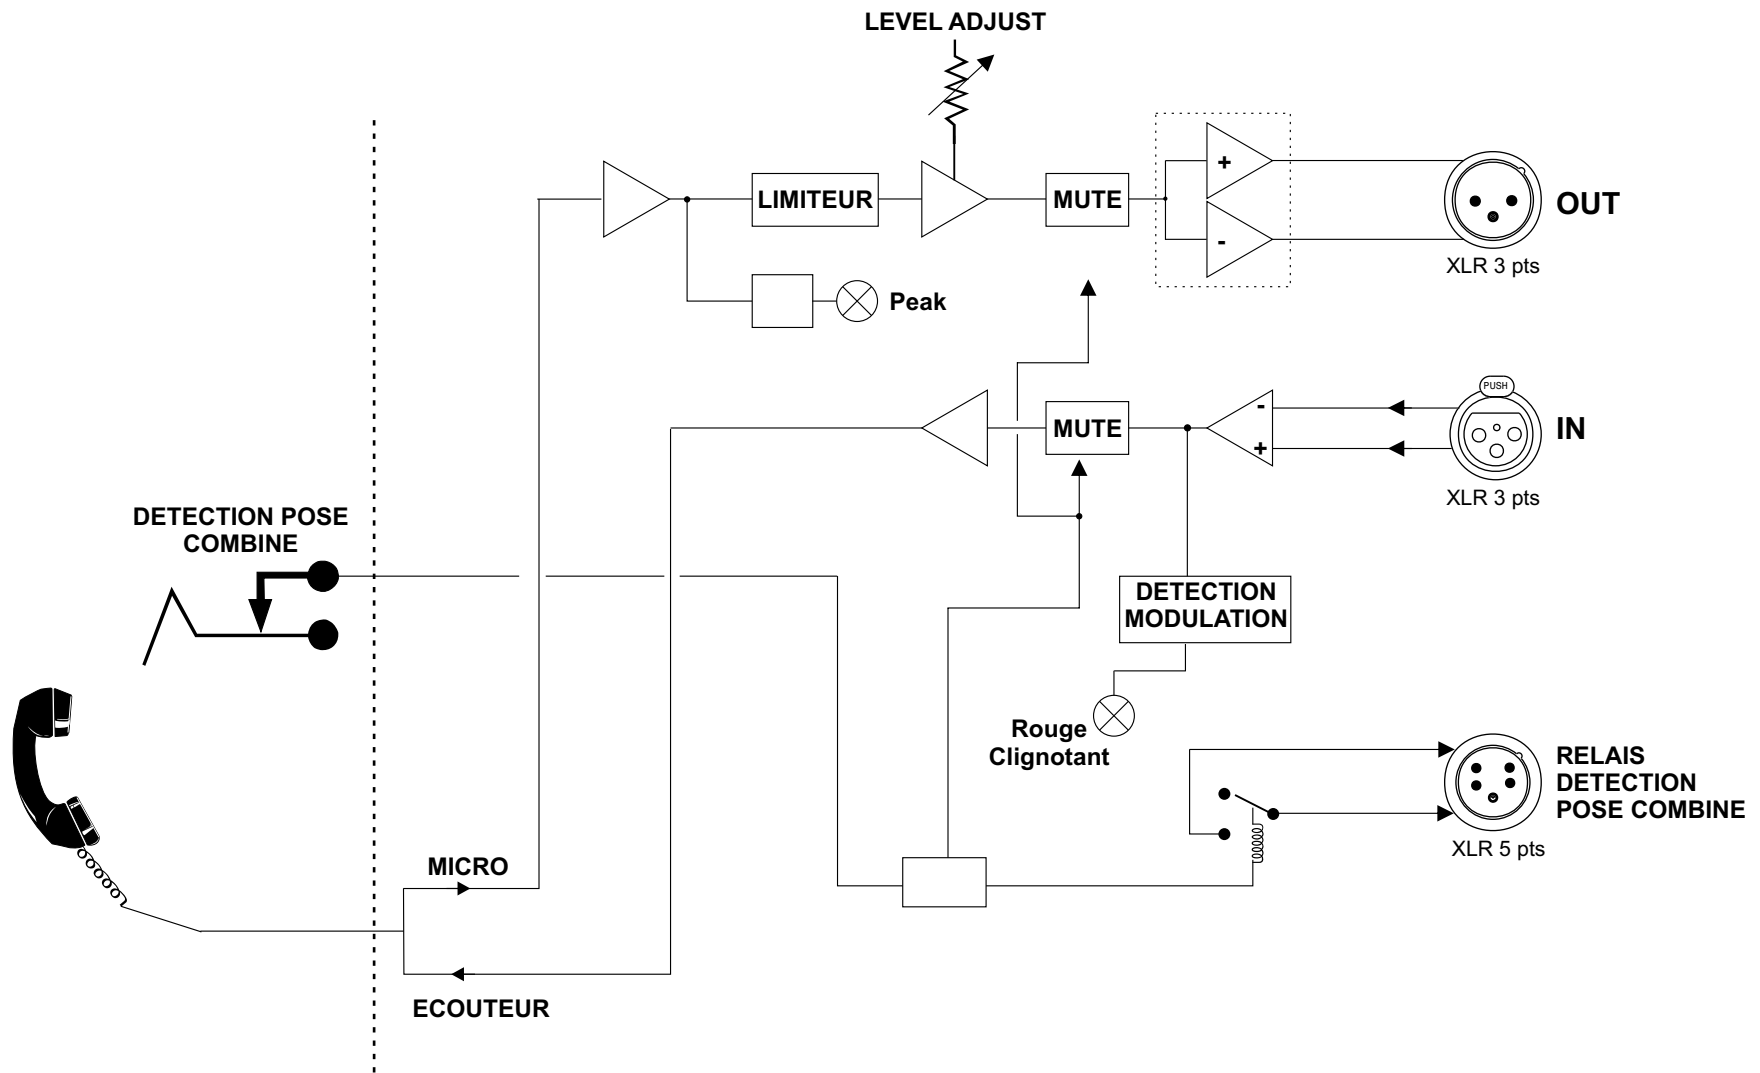 LEVEL ADJUST
LIMITEUR
MUTE
+
-
OUT
XLR 3 pts
Peak
PUSH
-
MUTE
+
IN
XLR 3 pts
DETECTION POSE
COMBINE
DETECTION
MODULATION
Rouge
Clignotant
RELAIS
DETECTION
POSE COMBINE
XLR 5 pts
MICRO
ECOUTEUR